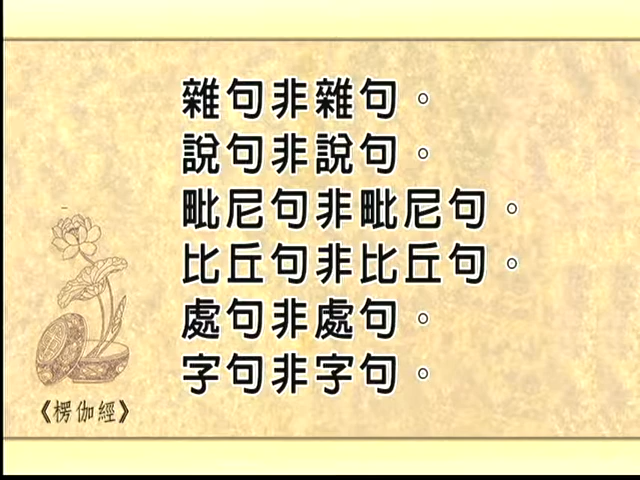 雜句非雜句。
說句非說句。
毗尼句非毗尼句。
比丘句非比丘句。
處句非處句。
字句非字句。
《楞伽經》